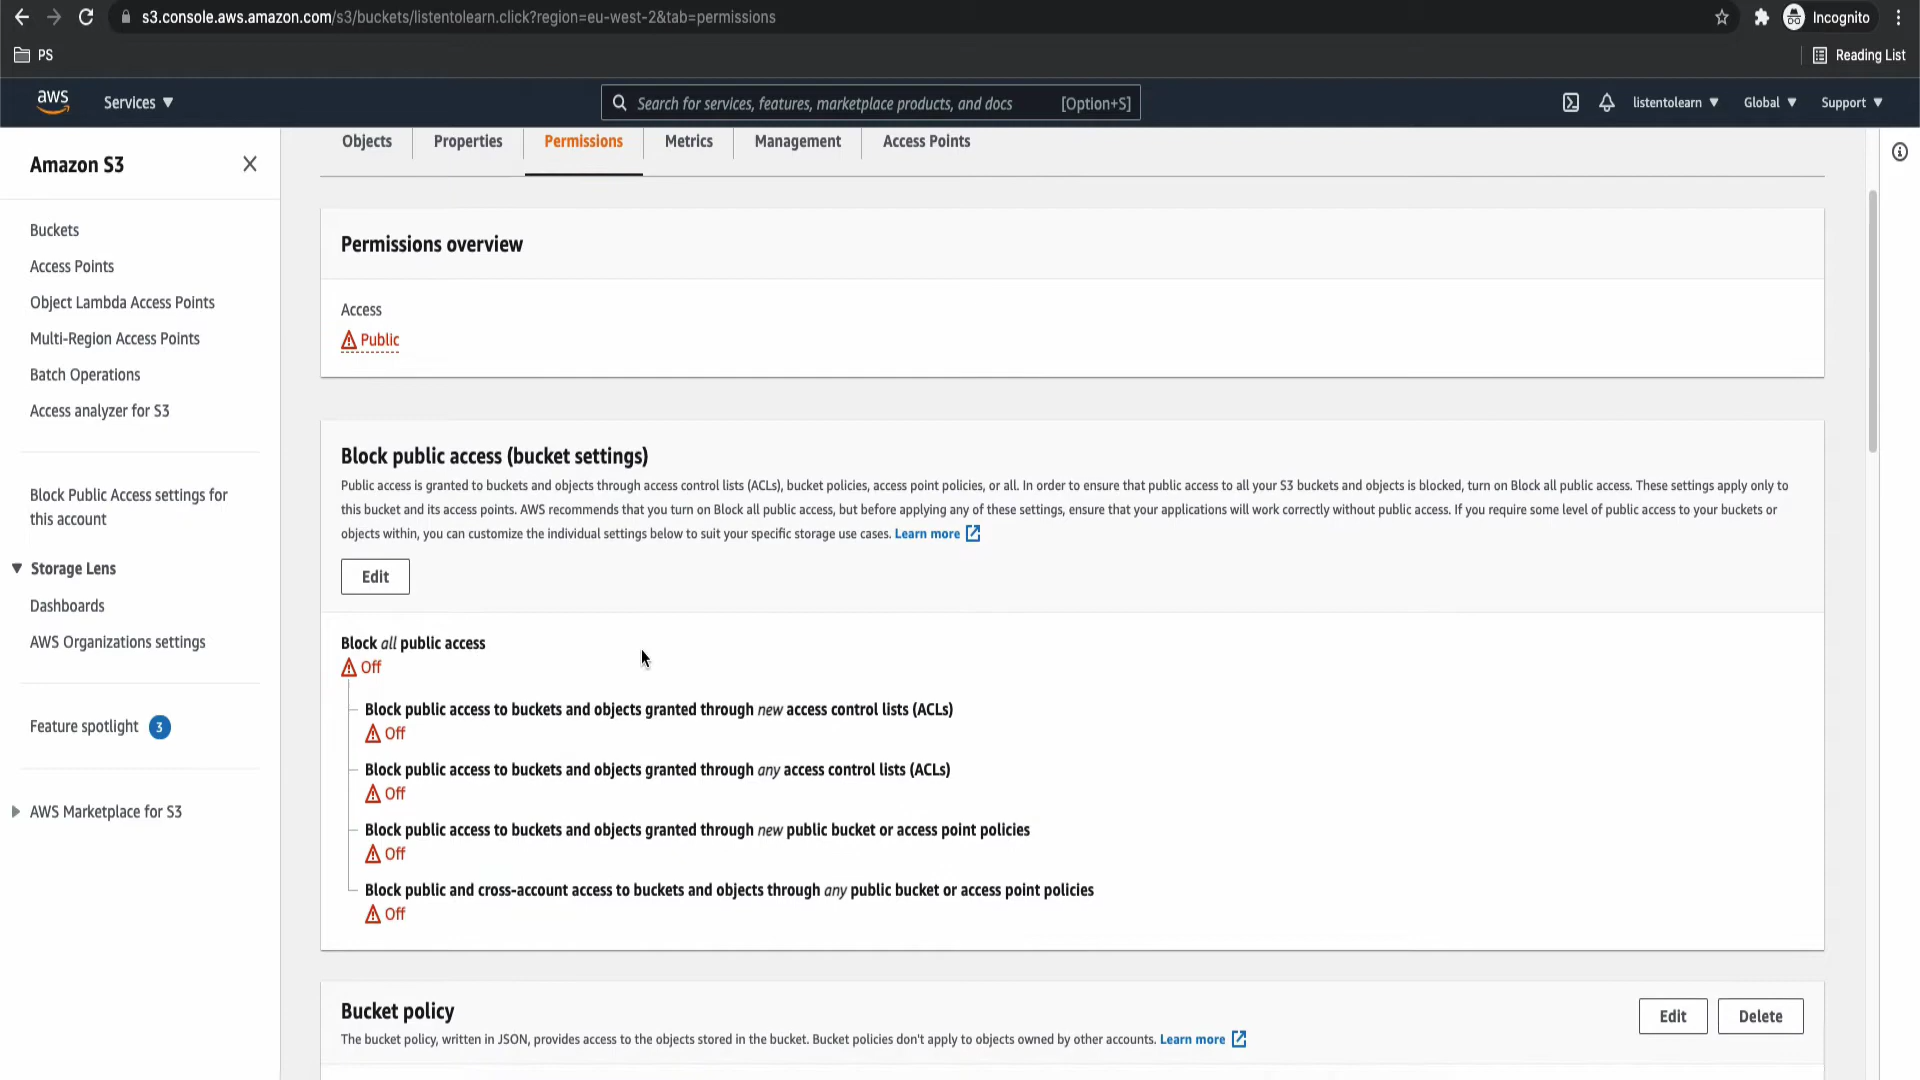 s3.console.aws.amazon.com/s3/buckets/listentolearn.click?region=eu-west-2&tab=permissions
Incognito
PS
Reading List
aws
Services
Search for services, features, marketplace products, and docs
[Option+S]
listentolearn
Global
Support
Amazon S3
Buckets
Access Points
Object Lambda Access Points
Multi-Region Access Points
Batch Operations
Access analyzer for S3
Block Public Access settings for
this account
Storage Lens
Dashboards
AWS Organizations settings
Feature spotlight 3
AWS Marketplace for S3
Objects
Properties
Permissions
Metrics
Management
Access Points
Permissions overview
Access
Public
Block public access (bucket settings)
Public access is granted to buckets and objects through access control lists (ACLs), bucket policies, access point policies, or all. In order to ensure that public access to all your S3 buckets and objects is blocked, turn on Block all public access. These settings apply only to
this bucket and its access points. AWS recommends that you turn on Block all public access, but before applying any of these settings, ensure that your applications will work correctly without public access. If you require some level of public access to your buckets or
objects within, you can customize the individual settings below to suit your specific storage use cases. Learn more
Edit
Block all public access
Off
Block public access to buckets and objects granted through new access control lists (ACLs)
Off
Block public access to buckets and objects granted through any access control lists (ACLs)
Off
Block public access to buckets and objects granted through new public bucket or access point policies
Off
Block public and cross-account access to buckets and objects through any public bucket or access point policies
Off
Bucket policy
Edit
Delete
The bucket policy, written in JSON, provides access to the objects stored in the bucket. Bucket policies don't apply to objects owned by other accounts. Learn more